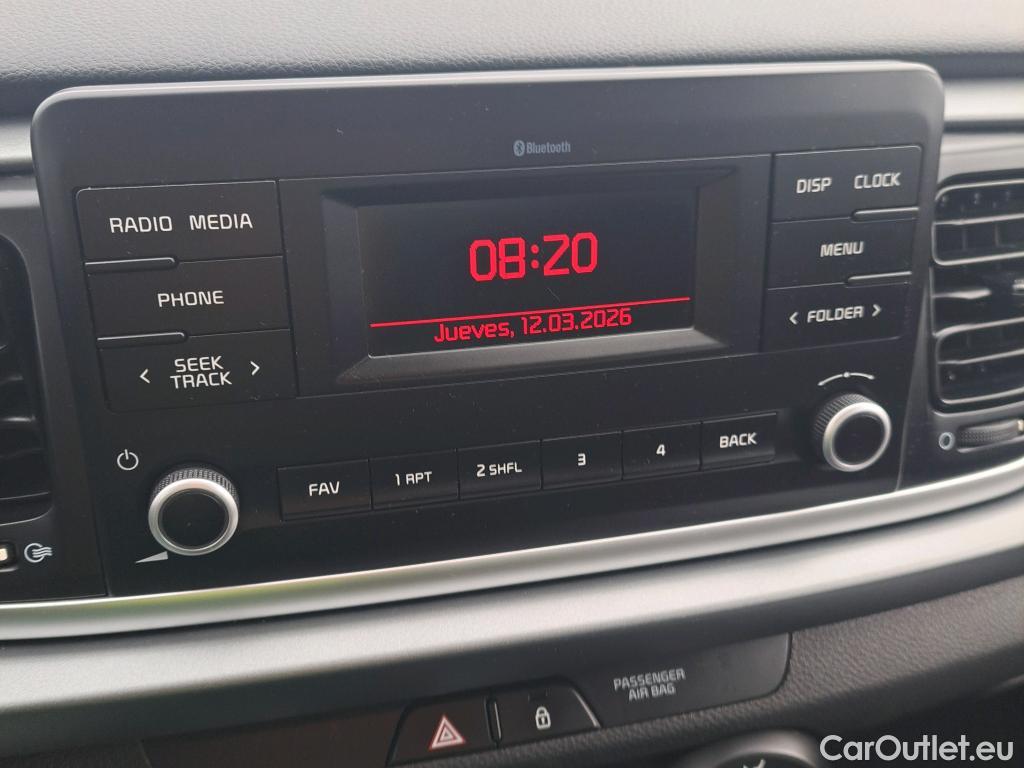 Bluetooth
RADIO MEDIA
PHONE
< SEEK TRACK >
08:20
Jueves, 12.03.2026
DISP CLOCK
MENU
< FOLDER >
FAV
1 RPT
2 SHFL
3
4
BACK
PASSENGER
AIR BAG
CarOutlet.eu